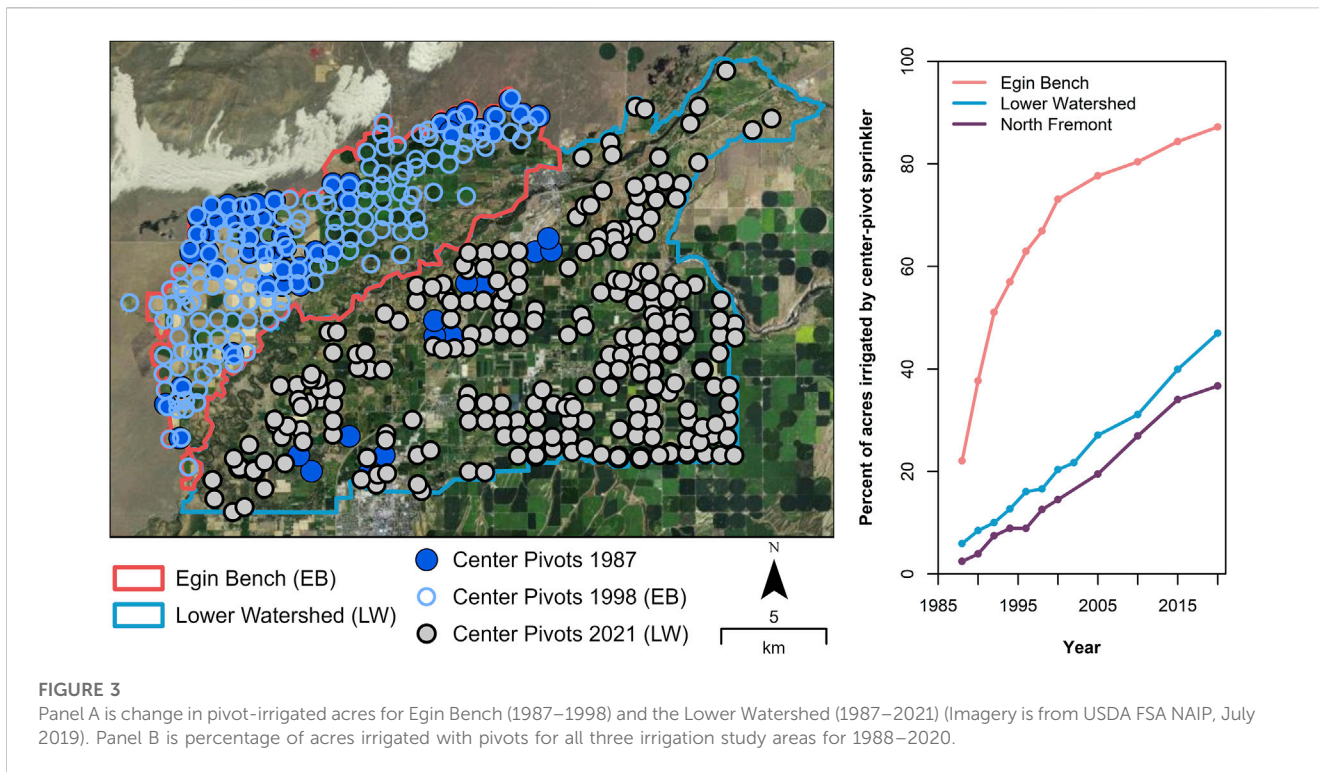 Egin Bench (EB)
Lower Watershed (LW)
Center Pivots 1987
Center Pivots 1998 (EB)
Center Pivots 2021 (LW)
N
5
km
Percent of acres irrigated by center-pivot sprinkler
100
80
60
40
20
0
Egin Bench
Lower Watershed
North Fremont
1985
1995
2005
2015
Year
FIGURE 3
Panel A is change in pivot-irrigated acres for Egin Bench (1987–1998) and the Lower Watershed (1987–2021) (Imagery is from USDA FSA NAIP, July
2019). Panel B is percentage of acres irrigated with pivots for all three irrigation study areas for 1988–2020.